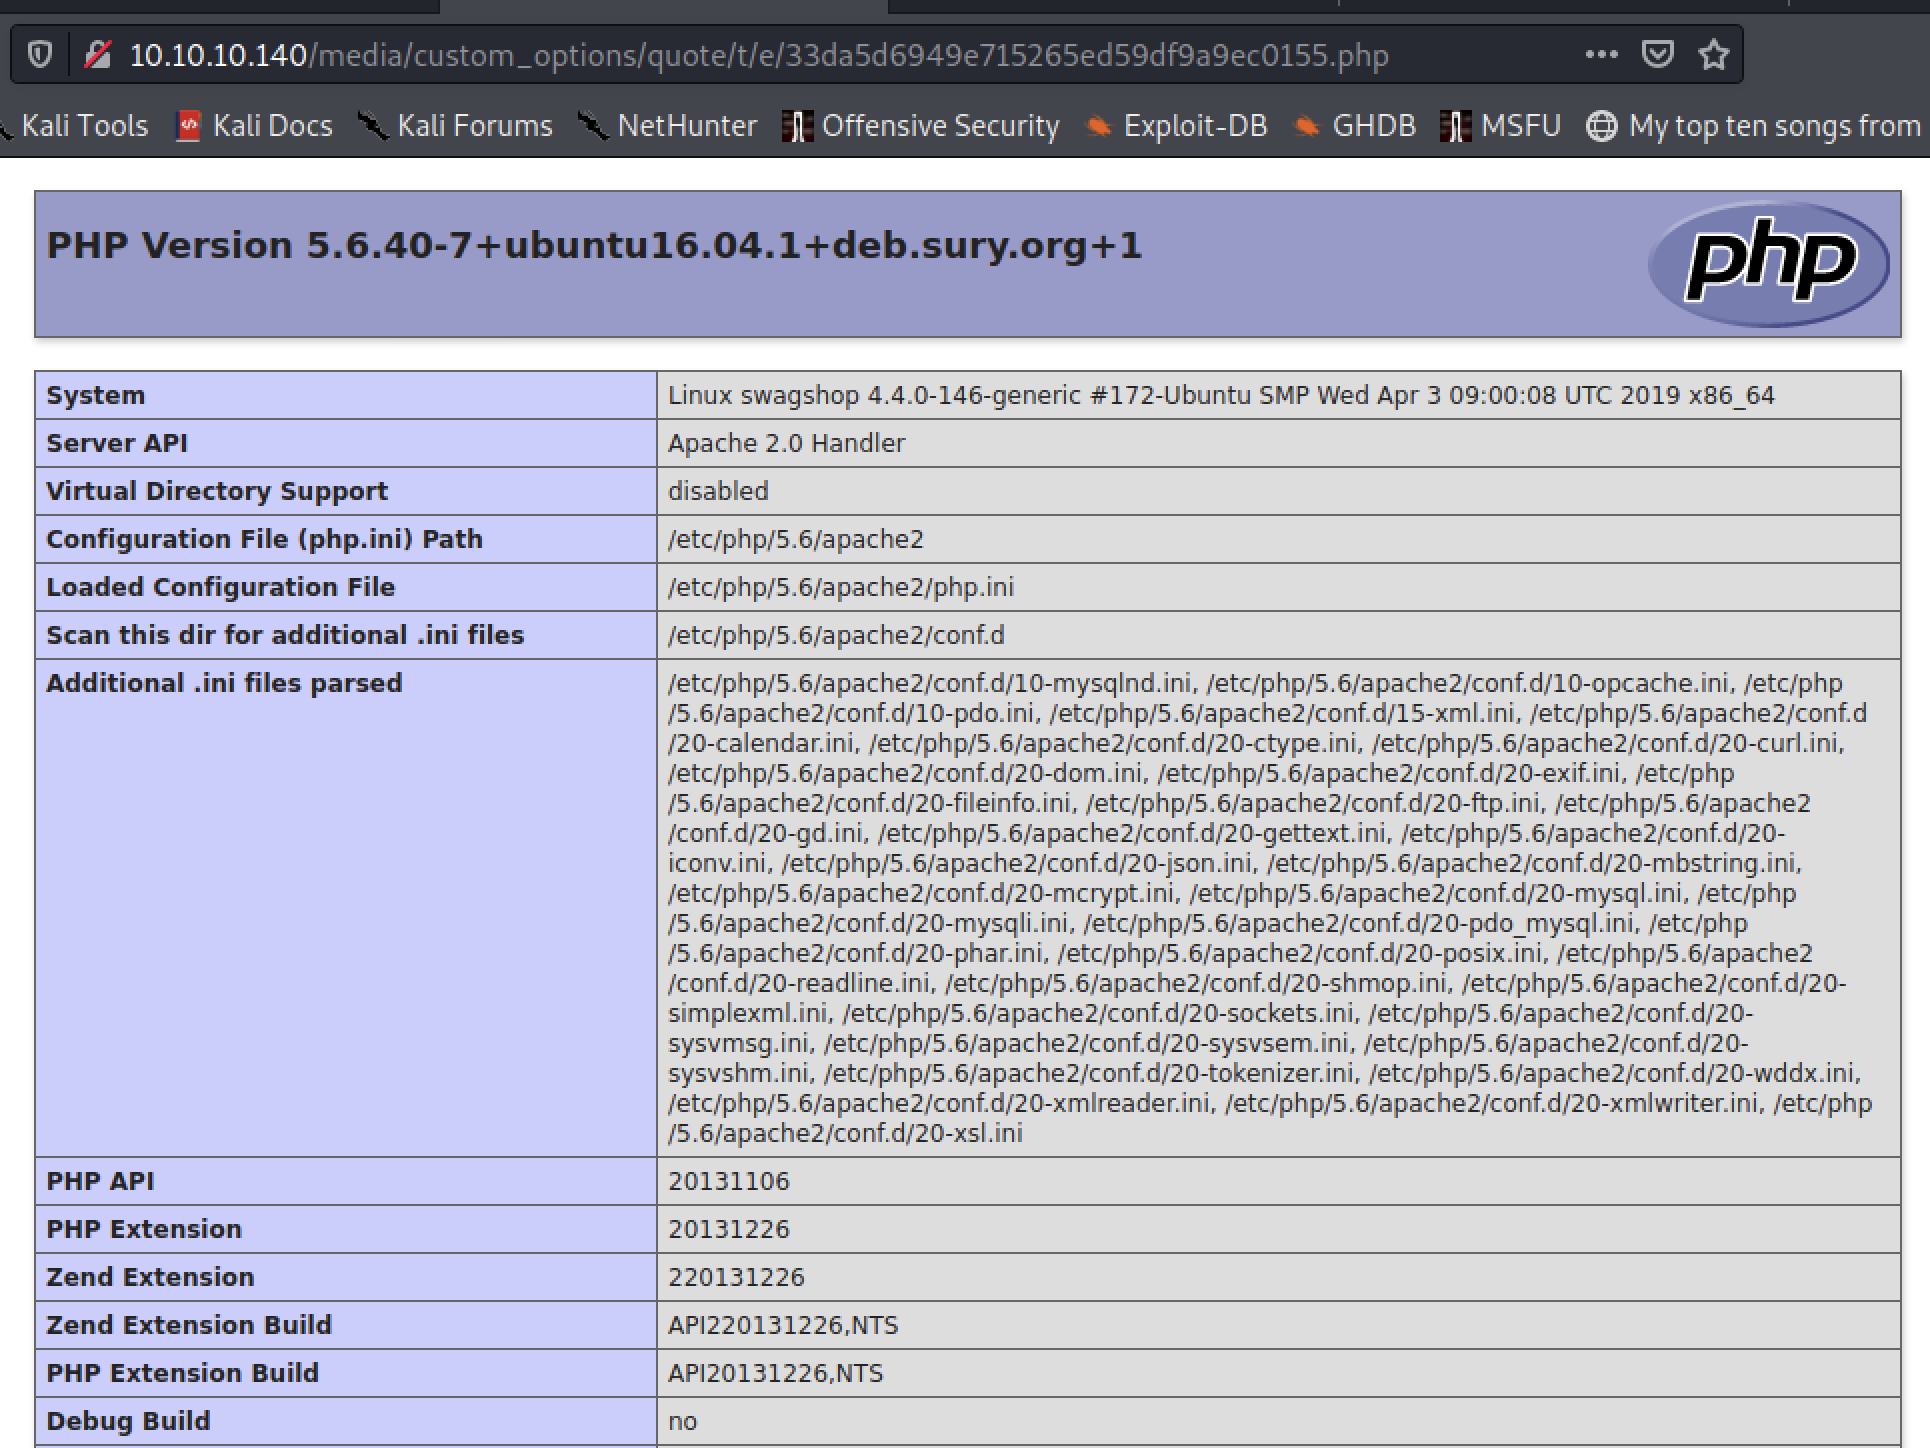 10.10.10.140/media/custom_options/quote/t/e/33da5d6949e715265ed59df9a9ec0155.php
Kali Tools Kali Docs Kali Forums NetHunter Offensive Security Exploit-DB GHDB MSFU My top ten songs from
PHP Version 5.6.40-7+ubuntu16.04.1+deb.sury.org+1
php
System Linux swagshop 4.4.0-146-generic #172-Ubuntu SMP Wed Apr 3 09:00:08 UTC 2019 x86_64
Server API Apache 2.0 Handler
Virtual Directory Support disabled
Configuration File (php.ini) Path /etc/php/5.6/apache2
Loaded Configuration File /etc/php/5.6/apache2/php.ini
Scan this dir for additional .ini files /etc/php/5.6/apache2/conf.d
Additional .ini files parsed /etc/php/5.6/apache2/conf.d/10-mysqlnd.ini, /etc/php/5.6/apache2/conf.d/10-opcache.ini, /etc/php
/5.6/apache2/conf.d/10-pdo.ini, /etc/php/5.6/apache2/conf.d/15-xml.ini, /etc/php/5.6/apache2/conf.d
/20-calendar.ini, /etc/php/5.6/apache2/conf.d/20-ctype.ini, /etc/php/5.6/apache2/conf.d/20-curl.ini,
/etc/php/5.6/apache2/conf.d/20-dom.ini, /etc/php/5.6/apache2/conf.d/20-exif.ini, /etc/php
/5.6/apache2/conf.d/20-fileinfo.ini, /etc/php/5.6/apache2/conf.d/20-ftp.ini, /etc/php/5.6/apache2
/conf.d/20-gd.ini, /etc/php/5.6/apache2/conf.d/20-gettext.ini, /etc/php/5.6/apache2/conf.d/20-
iconv.ini, /etc/php/5.6/apache2/conf.d/20-json.ini, /etc/php/5.6/apache2/conf.d/20-mbstring.ini,
/etc/php/5.6/apache2/conf.d/20-mcrypt.ini, /etc/php/5.6/apache2/conf.d/20-mysql.ini, /etc/php
/5.6/apache2/conf.d/20-mysqli.ini, /etc/php/5.6/apache2/conf.d/20-pdo_mysql.ini, /etc/php
/5.6/apache2/conf.d/20-phar.ini, /etc/php/5.6/apache2/conf.d/20-posix.ini, /etc/php/5.6/apache2
/conf.d/20-readline.ini, /etc/php/5.6/apache2/conf.d/20-shmop.ini, /etc/php/5.6/apache2/conf.d/20-
simplexml.ini, /etc/php/5.6/apache2/conf.d/20-sockets.ini, /etc/php/5.6/apache2/conf.d/20-
sysvmsg.ini, /etc/php/5.6/apache2/conf.d/20-sysvsem.ini, /etc/php/5.6/apache2/conf.d/20-
sysvshm.ini, /etc/php/5.6/apache2/conf.d/20-tokenizer.ini, /etc/php/5.6/apache2/conf.d/20-wddx.ini,
/etc/php/5.6/apache2/conf.d/20-xmlreader.ini, /etc/php/5.6/apache2/conf.d/20-xmlwriter.ini, /etc/php
/5.6/apache2/conf.d/20-xsl.ini
PHP API 20131106
PHP Extension 20131226
Zend Extension 220131226
Zend Extension Build API220131226,NTS
PHP Extension Build API20131226,NTS
Debug Build no